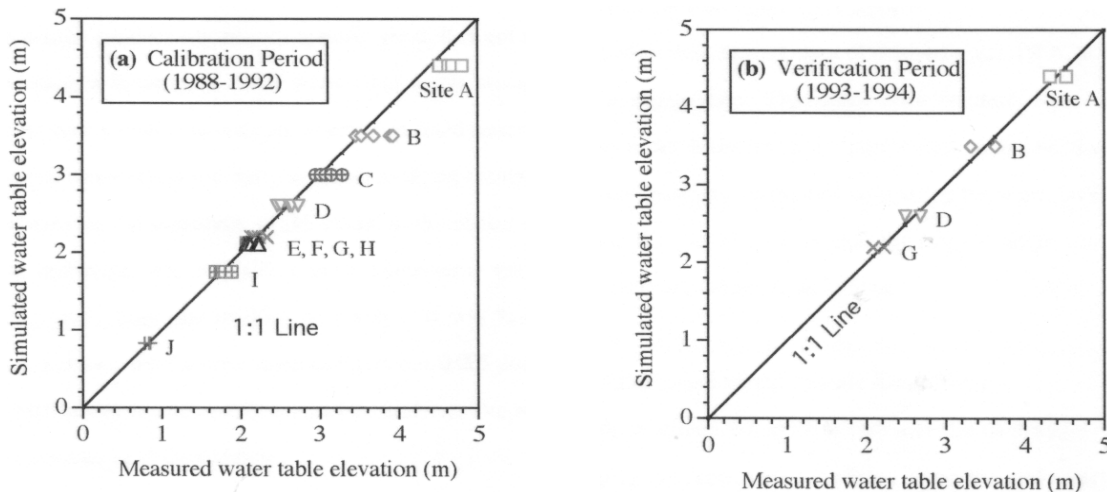 5
4
3
2
1
0
Simulated water table elevation (m)
(a) Calibration Period
(1988-1992)
Site A
B
C
D
E, F, G, H
I
J
1:1 Line
0 1 2 3 4 5
Measured water table elevation (m)
5
4
3
2
1
0
Simulated water table elevation (m)
(b) Verification Period
(1993-1994)
Site A
B
D
G
1:1 Line
0 1 2 3 4 5
Measured water table elevation (m)